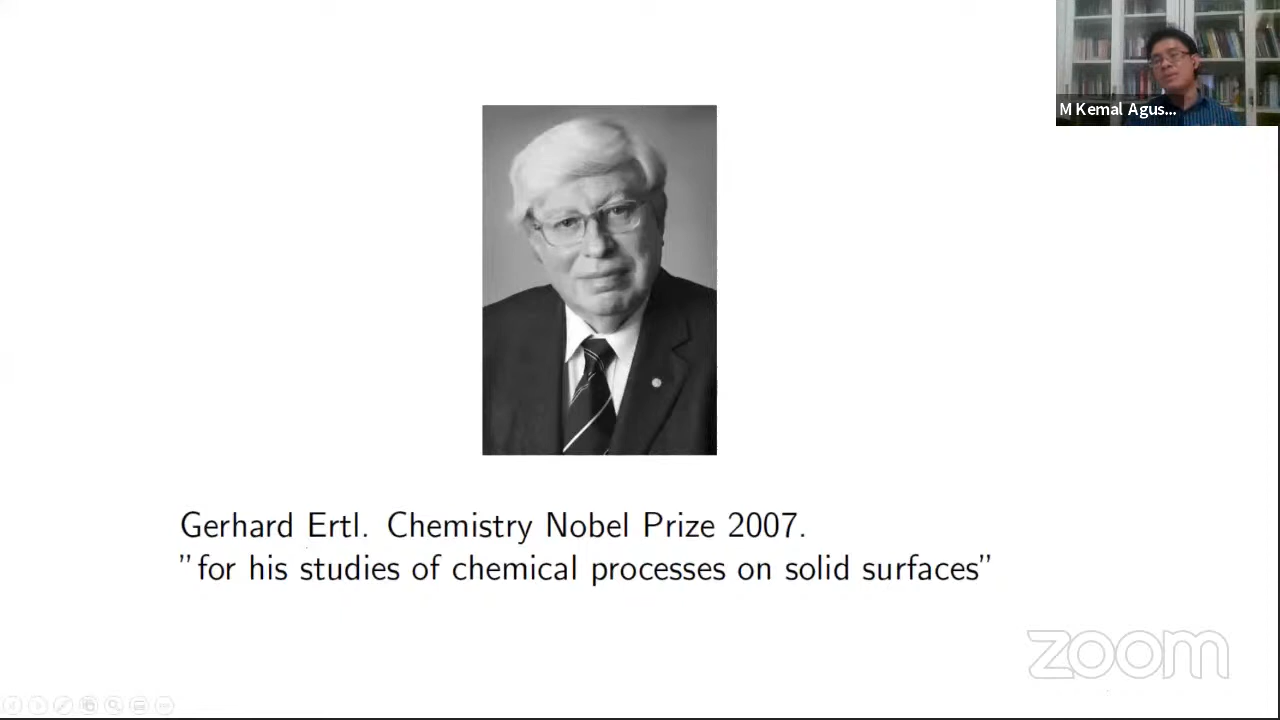 M Kemal Agus...
Gerhard Ertl. Chemistry Nobel Prize 2007.
”for his studies of chemical processes on solid surfaces”
zoom